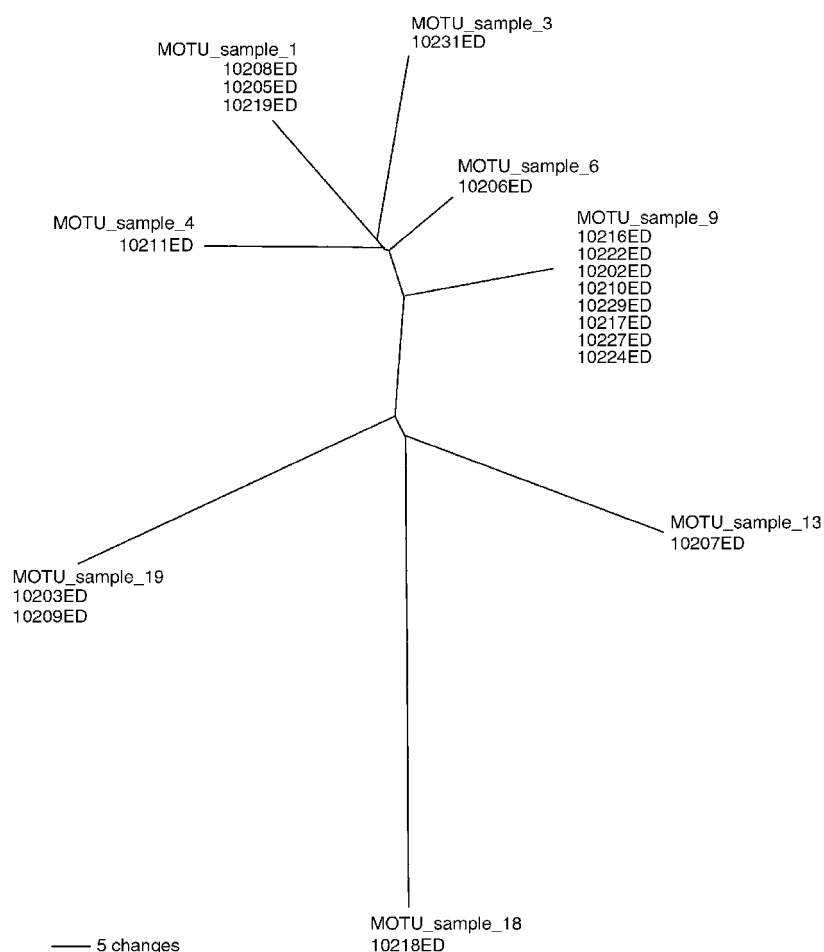 MOTU_sample_3
10231ED
MOTU_sample_1
10208ED
10205ED
10219ED
MOTU_sample_6
10206ED
MOTU_sample_4
10211ED
MOTU_sample_9
10216ED
10222ED
10202ED
10210ED
10229ED
10217ED
10227ED
10224ED
MOTU_sample_13
10207ED
MOTU_sample_19
10203ED
10209ED
MOTU_sample_18
10218ED
5 changes